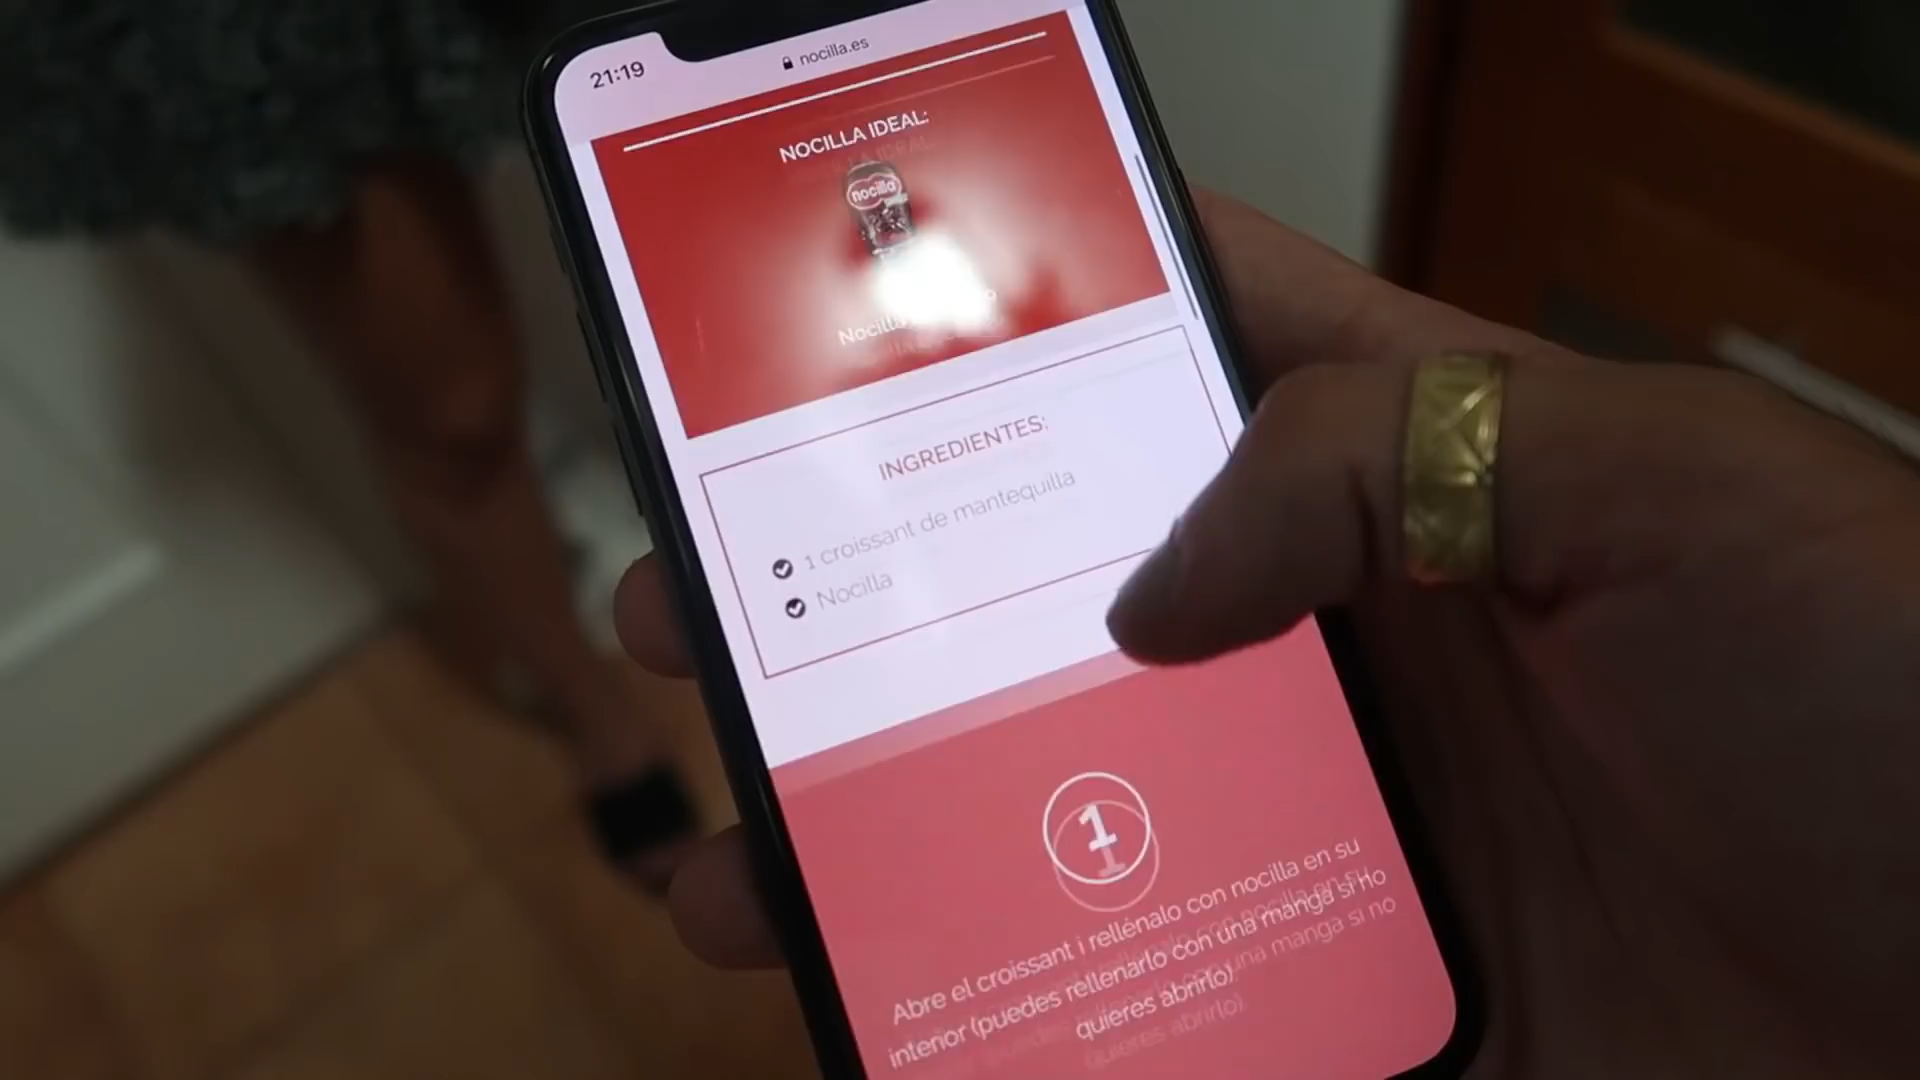 21:19
nocilla.es
NOCILLA IDEAL:
nocilla
Nocilla
INGREDIENTES:
1 croissant de mantequilla
Nocilla
1
Abre el croissant i rellénalo con nocilla en su
interior (puedes rellenarlo con una manga si no
quieres abrirlo)